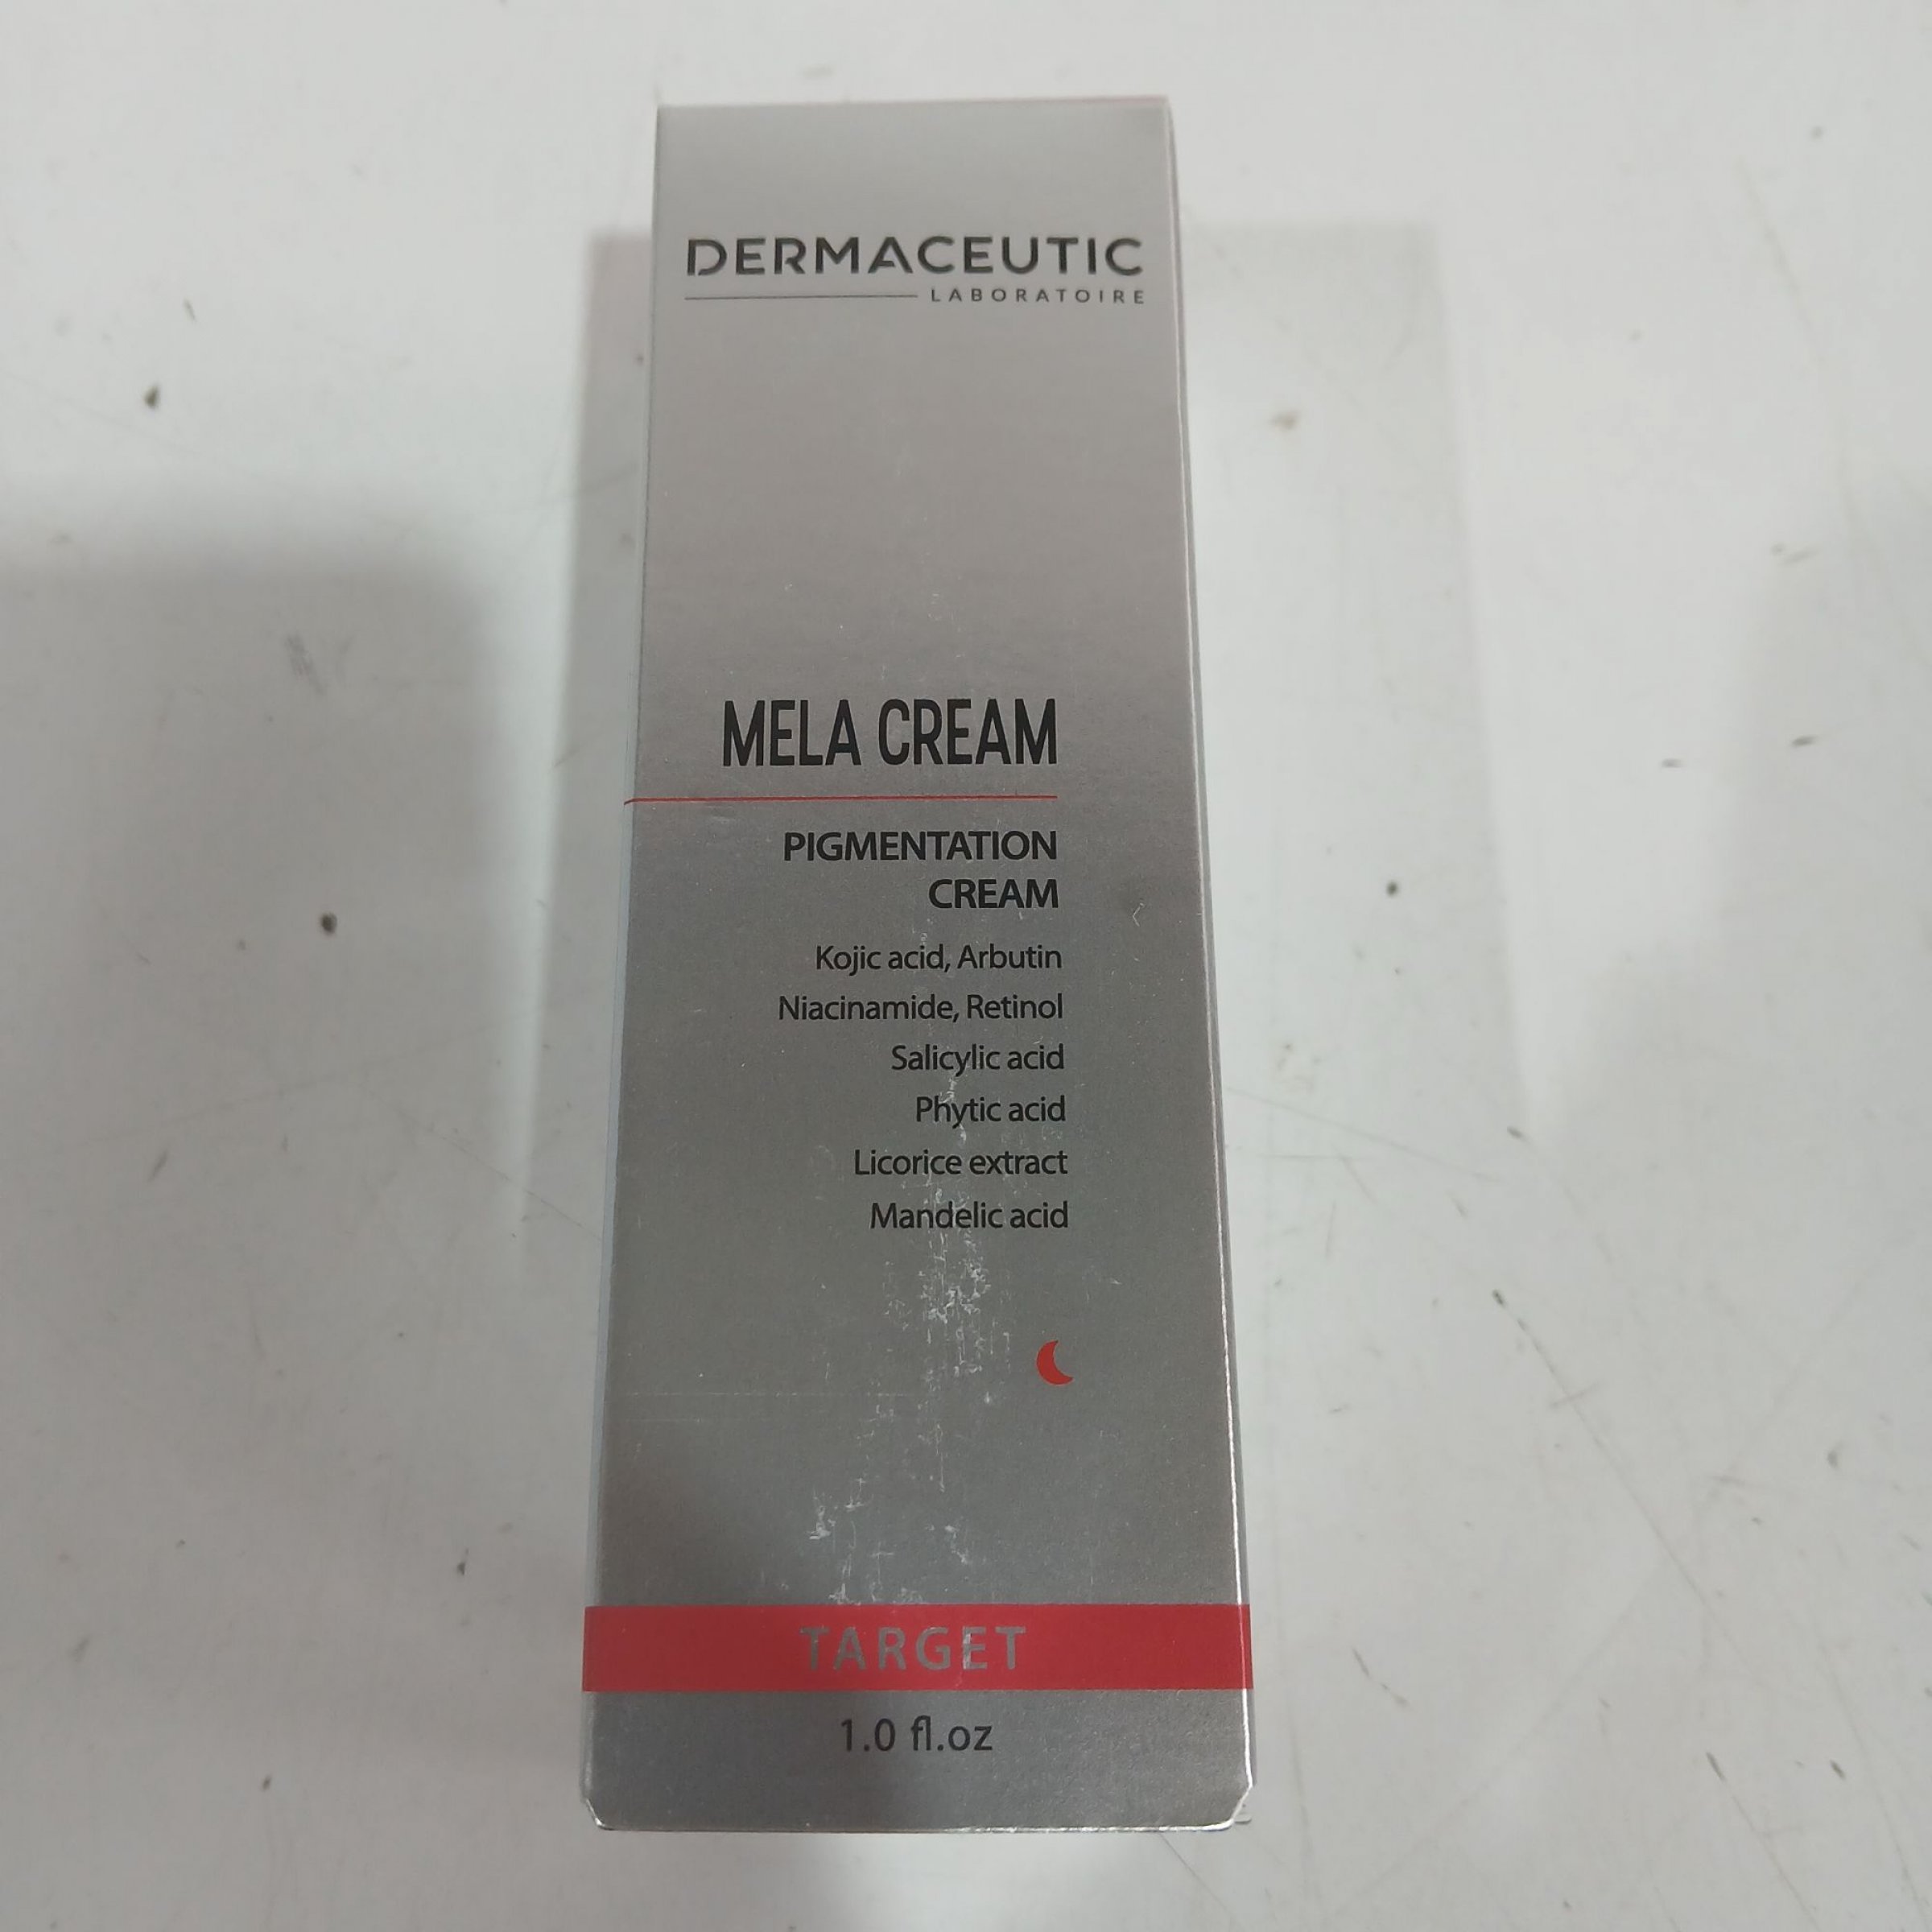 DERMACEUTIC
LABORATOIRE
MELA CREAM
PIGMENTATION
CREAM
Kojic acid, Arbutin
Niacinamide, Retinol
Salicylic acid
Phytic acid
Licorice extract
Mandelic acid
TARGET
1.0 fl.oz